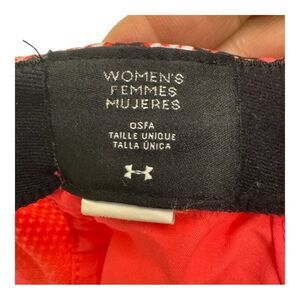 WOMEN'S
FEMMES
MUJERES
OSFA
TAILLE UNIQUE
TALLA ÚNICA